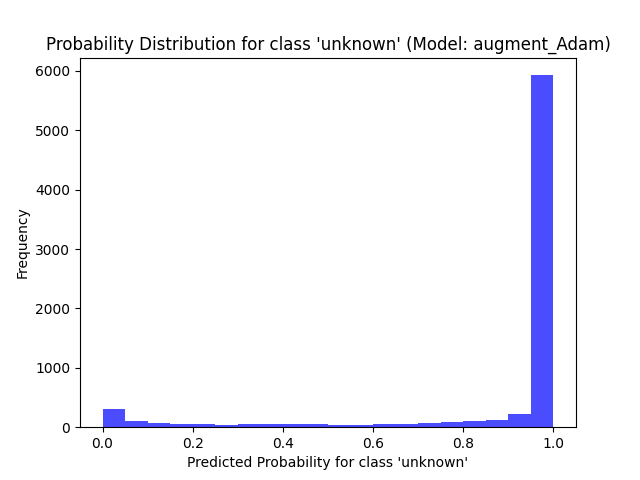 Probability Distribution for class 'unknown' (Model: augment_Adam)
6000
5000
4000
3000
2000
1000
0
Frequency
0.0 0.2 0.4 0.6 0.8 1.0
Predicted Probability for class 'unknown'